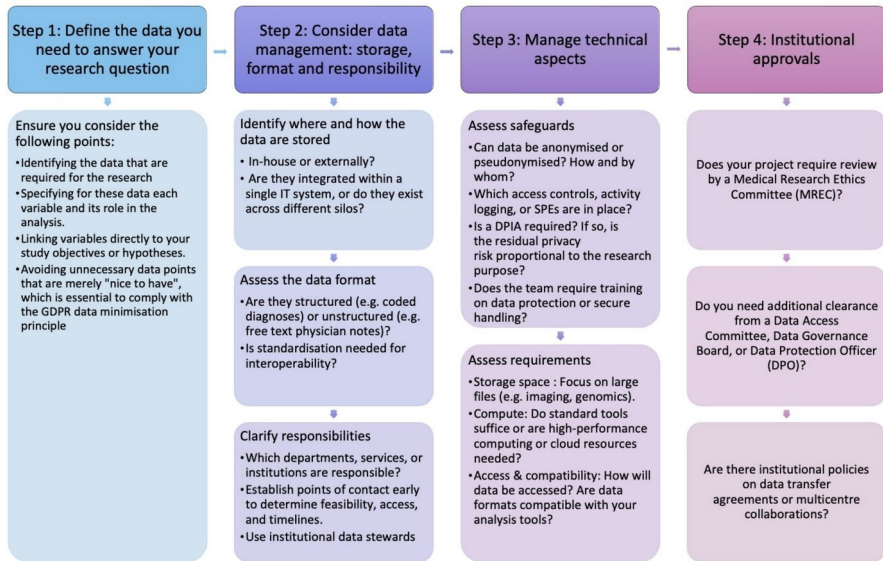 Step 1: Define the data you
need to answer your
research question
Ensure you consider the
following points:
•Identifying the data that are
required for the research
•Specifying for these data each
variable and its role in the
analysis.
•Linking variables directly to your
study objectives or hypotheses.
•Avoiding unnecessary data points
that are merely "nice to have",
which is essential to comply with
the GDPR data minimisation
principle
Step 2: Consider data
management: storage,
format and responsibility
Identify where and how the
data are stored
• In-house or externally?
• Are they integrated within a
single IT system, or do they exist
across different silos?
Assess the data format
•Are they structured (e.g. coded
diagnoses) or unstructured (e.g.
free text physician notes)?
•Is standardisation needed for
interoperability?
Clarify responsibilities
•Which departments, services, or
institutions are responsible?
•Establish points of contact early
to determine feasibility, access,
and timelines.
•Use institutional data stewards
Step 3: Manage technical
aspects
Assess safeguards
•Can data be anonymised or
pseudonymised? How and by
whom?
•Which access controls, activity
logging, or SPEs are in place?
•Is a DPIA required? If so, is
the residual privacy
risk proportional to the research
purpose?
•Does the team require training
on data protection or secure
handling?
Assess requirements
•Storage space : Focus on large
files (e.g. imaging, genomics).
•Compute: Do standard tools
suffice or are high-performance
computing or cloud resources
needed?
•Access & compatibility: How will
data be accessed? Are data
formats compatible with your
analysis tools?
Step 4: Institutional
approvals
Does your project require review
by a Medical Research Ethics
Committee (MREC)?
Do you need additional clearance
from a Data Access
Committee, Data Governance
Board, or Data Protection Officer
(DPO)?
Are there institutional policies
on data transfer
agreements or multicentre
collaborations?